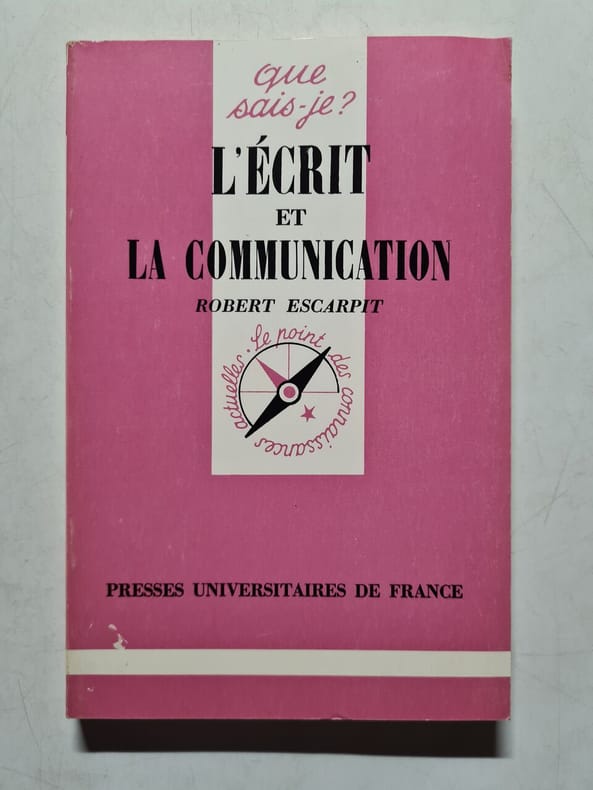 que
sais-je?
L'ÉCRIT
ET
LA COMMUNICATION
ROBERT ESCARPIT
Le point des connaissances actuelles.
PRESSES UNIVERSITAIRES DE FRANCE